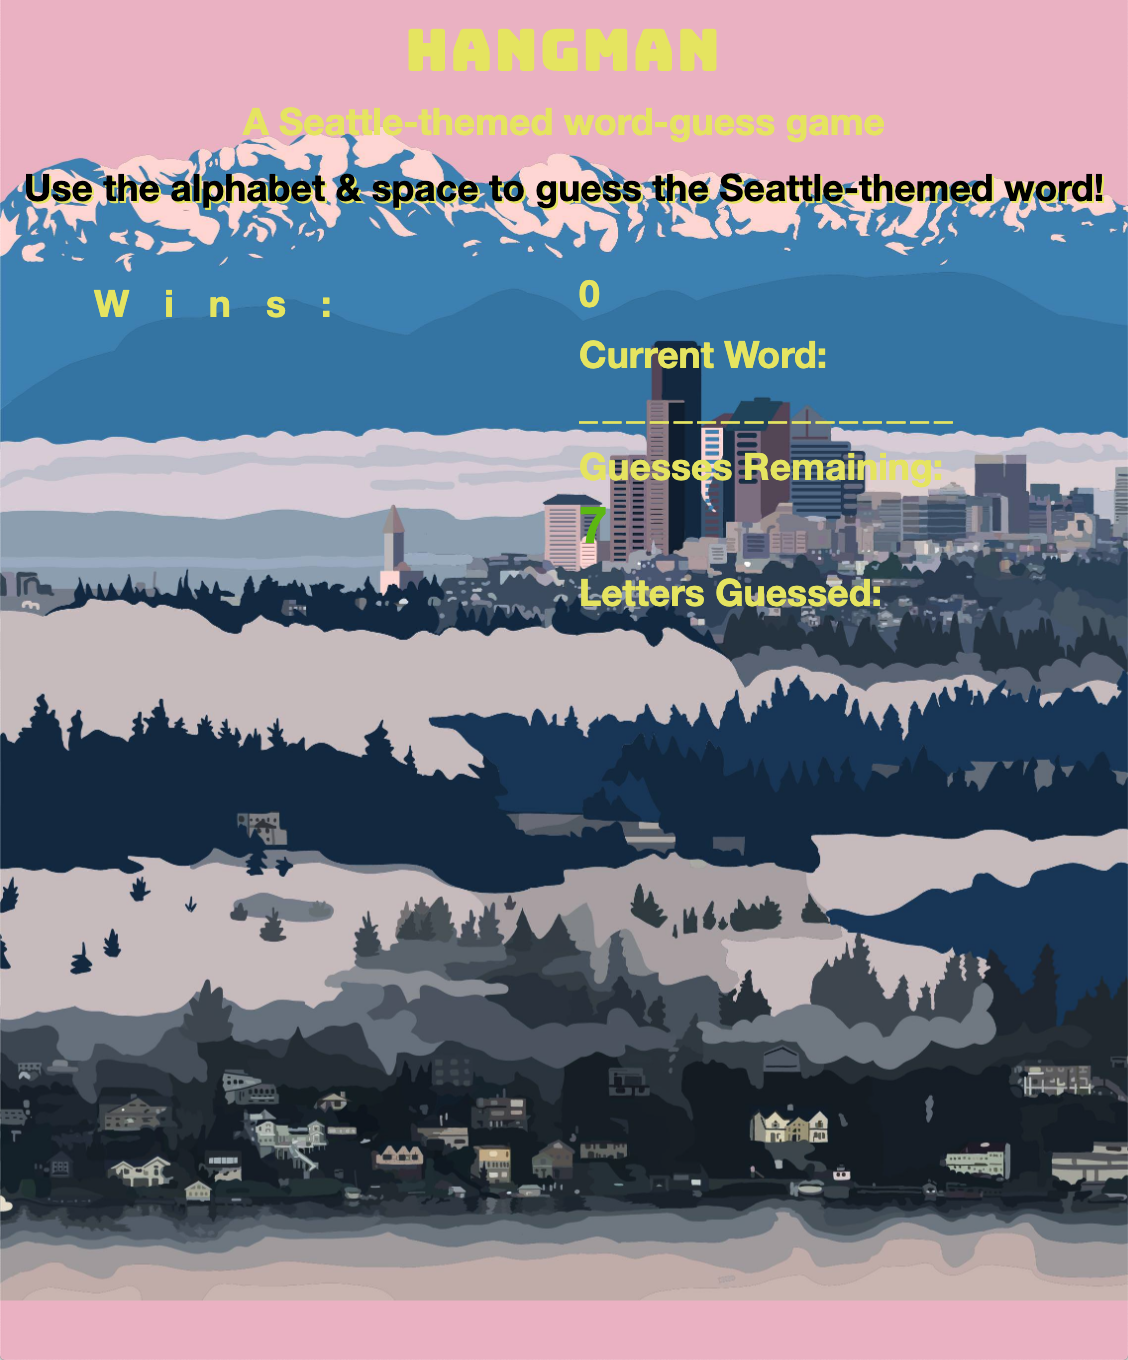 HANGMAN
A Seattle-themed word-guess game
Use the alphabet & space to guess the Seattle-themed word!
W i n s :
0
Current Word:
__________________
Guesses Remaining:
7
Letters Guessed: